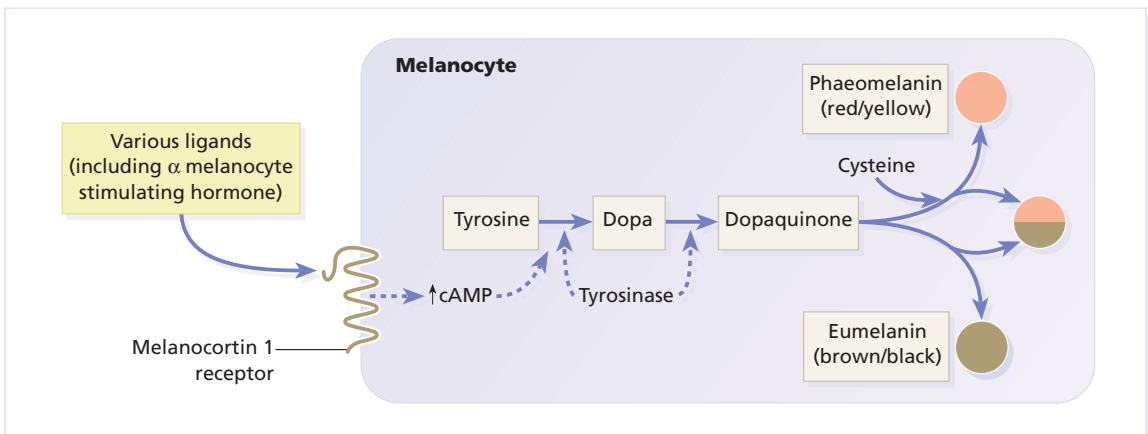 Melanocyte
Various ligands
(including α melanocyte
stimulating hormone)
Phaeomelanin
(red/yellow)
Cysteine
Tyrosine
Dopa
Dopaquinone
↑cAMP
Tyrosinase
Melanocortin 1
receptor
Eumelanin
(brown/black)